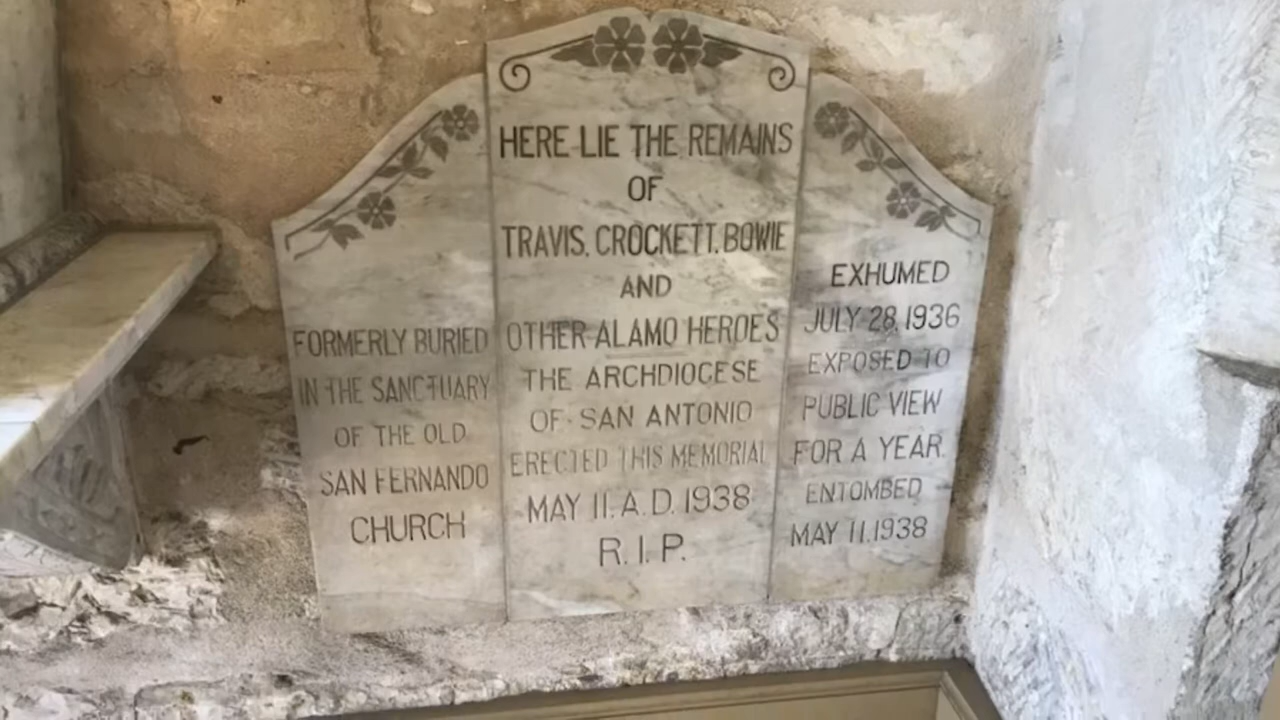 FORMERLY BURIED
IN THE SANCTUARY
OF THE OLD
SAN FERNANDO
CHURCH
HERE LIE THE REMAINS
OF
TRAVIS, CROCKETT, BOWIE
AND
OTHER ALAMO HEROES
THE ARCHDIOCESE
OF SAN ANTONIO
ERECTED THIS MEMORIAL
MAY 11. A.D. 1938
R.I.P.
EXHUMED
JULY 28, 1936
EXPOSED TO
PUBLIC VIEW
FOR A YEAR.
ENTOMBED
MAY 11.1938